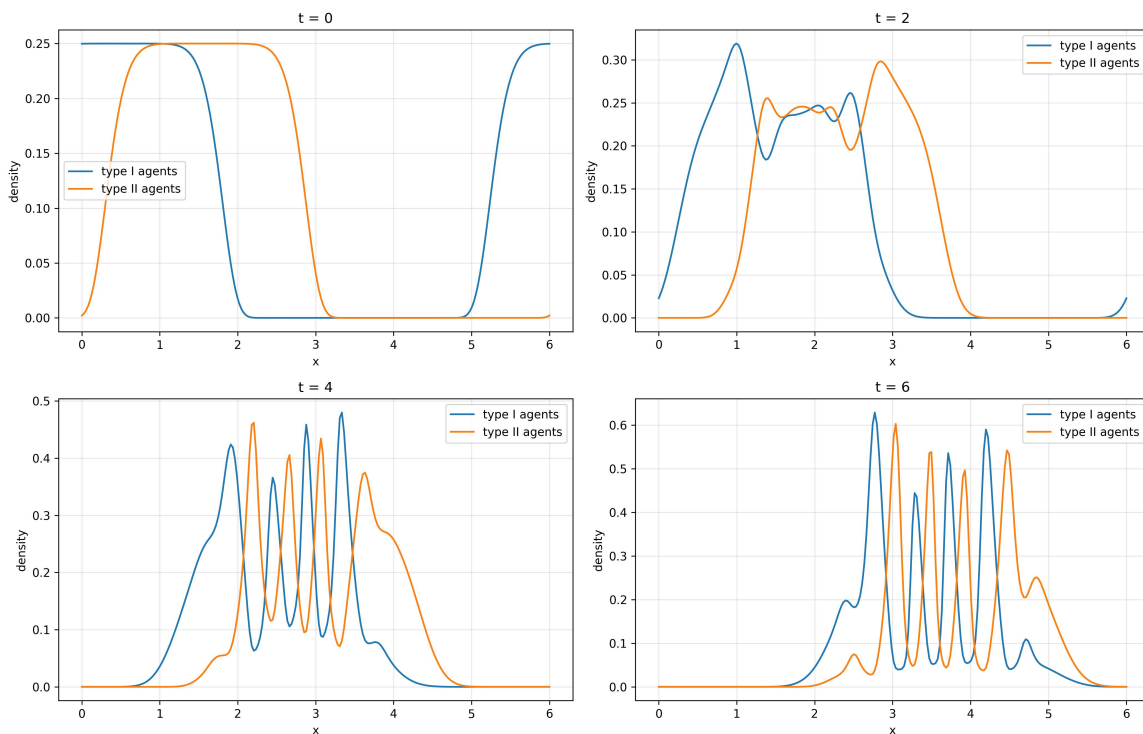 t = 0
0.25
0.20
0.15
0.10
0.05
0.00
density
type I agents
type II agents
0 1 2 3 4 5 6
x
t = 2
0.30
0.25
0.20
0.15
0.10
0.05
0.00
density
type I agents
type II agents
0 1 2 3 4 5 6
x
t = 4
0.5
0.4
0.3
0.2
0.1
0.0
density
type I agents
type II agents
0 1 2 3 4 5 6
x
t = 6
0.6
0.5
0.4
0.3
0.2
0.1
0.0
density
type I agents
type II agents
0 1 2 3 4 5 6
x